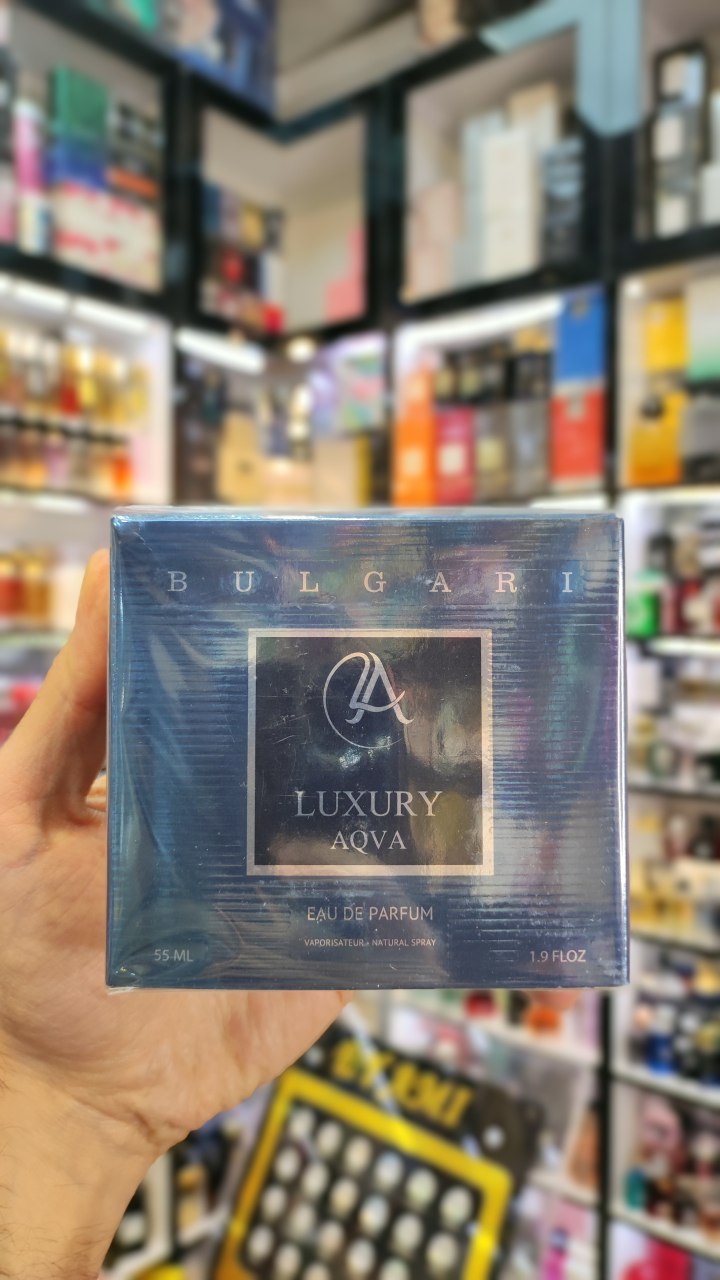 BULGARI
LA
LUXURY
AQVA
EAU DE PARFUM
VAPORISATEUR • NATURAL SPRAY
55 ML
1.9 FLOZ